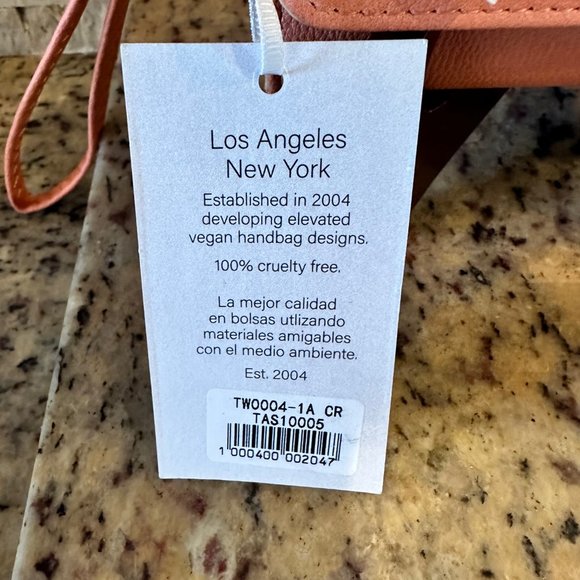 Los Angeles
New York
Established in 2004
developing elevated
vegan handbag designs.
100% cruelty free.
La mejor calidad
en bolsas utlizando
materiales amigables
con el medio ambiente.
Est. 2004
TW0004-1A CR
TAS10005
1 000400 002047